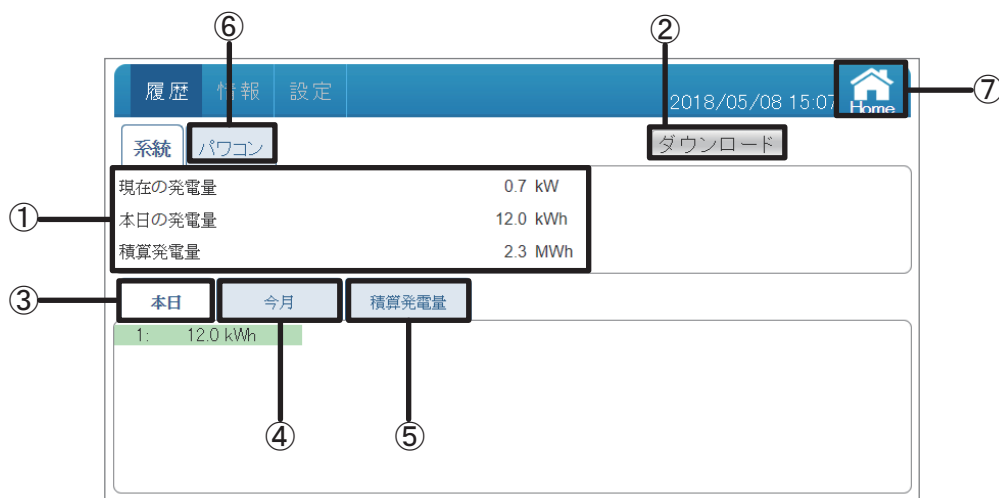 ⑥
②
履歴 情報 設定
2018/05/08 15:07
Home
⑦
系統 パワコン
ダウンロード
①
現在の発電量 0.7 kW
本日の発電量 12.0 kWh
積算発電量 2.3 MWh
③
本日 今月 積算発電量
1: 12.0 kWh
④
⑤